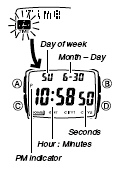 Day of week
Month – Day
SU 6-30
A
B
P
10:58 50
C
D
Seconds
Hour : Minutes
PM indicator